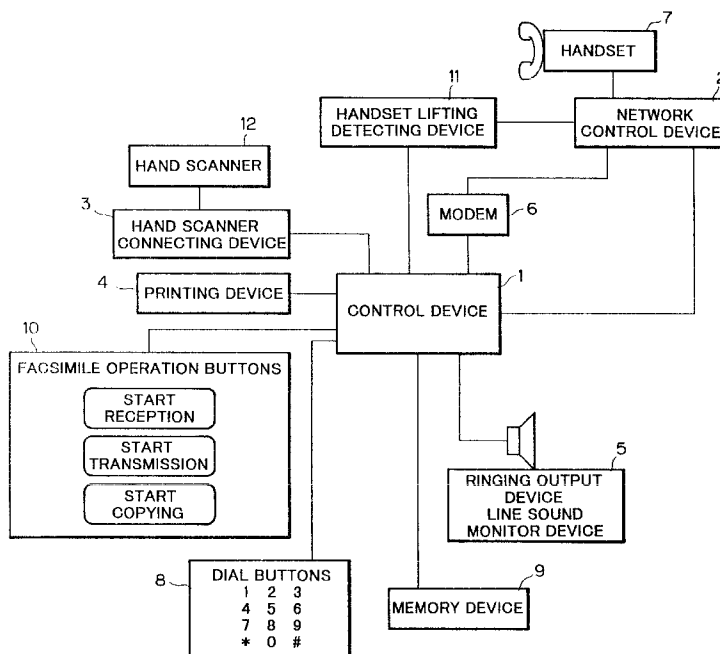 7
HANDSET
11
2
HANDSET LIFTING
DETECTING DEVICE
NETWORK
CONTROL DEVICE
12
HAND SCANNER
3
HAND SCANNER
CONNECTING DEVICE
MODEM
6
4
PRINTING DEVICE
1
CONTROL DEVICE
10
FACSIMILE OPERATION BUTTONS
START
RECEPTION
START
TRANSMISSION
START
COPYING
5
RINGING OUTPUT
DEVICE
LINE SOUND
MONITOR DEVICE
8
DIAL BUTTONS
1 2 3
4 5 6
7 8 9
* 0 #
9
MEMORY DEVICE